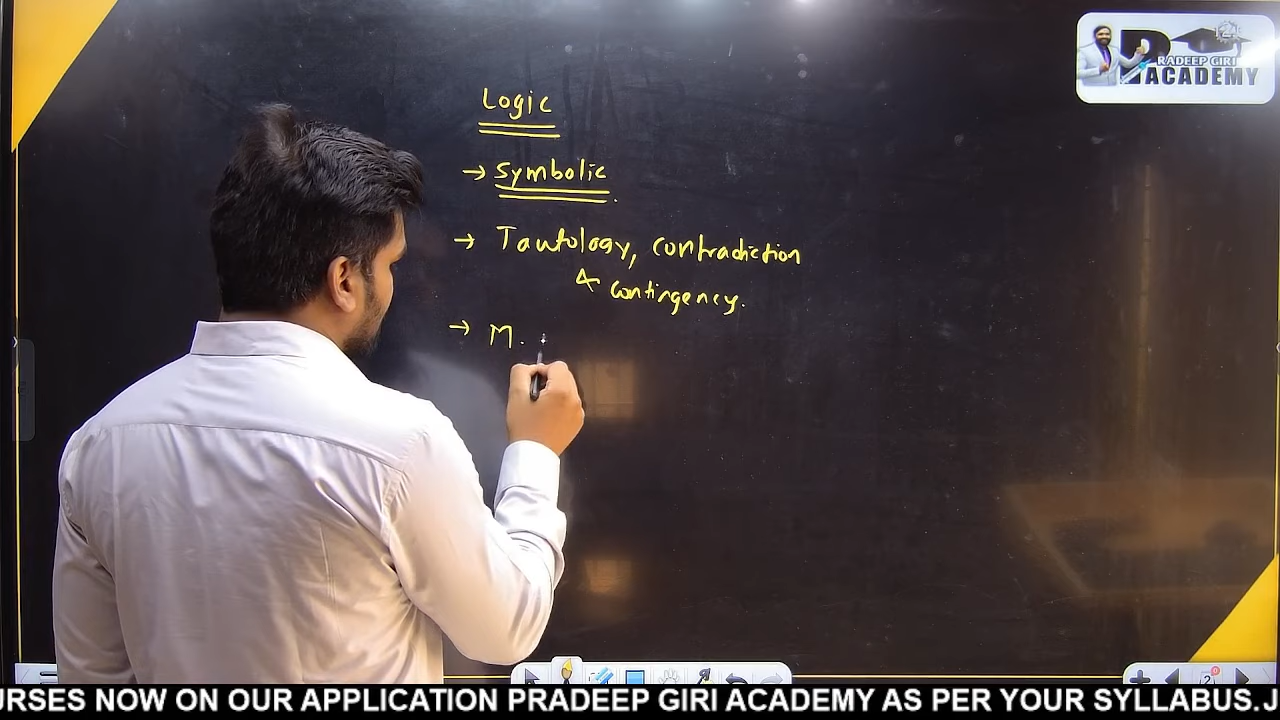 Logic
→ Symbolic
→ Tautology, contradiction
& contingency.
→ M.
PRADEEP GIRI
ACADEMY
URSES NOW ON OUR APPLICATION PRADEEP GIRI ACADEMY AS PER YOUR SYLLABUS.J